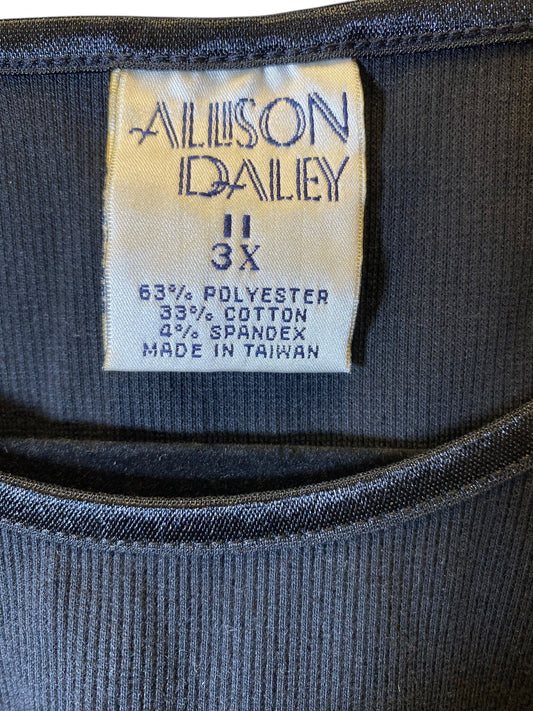 ALLISON
DALEY
II
3X
63% POLYESTER
33% COTTON
4% SPANDEX
MADE IN TAIWAN